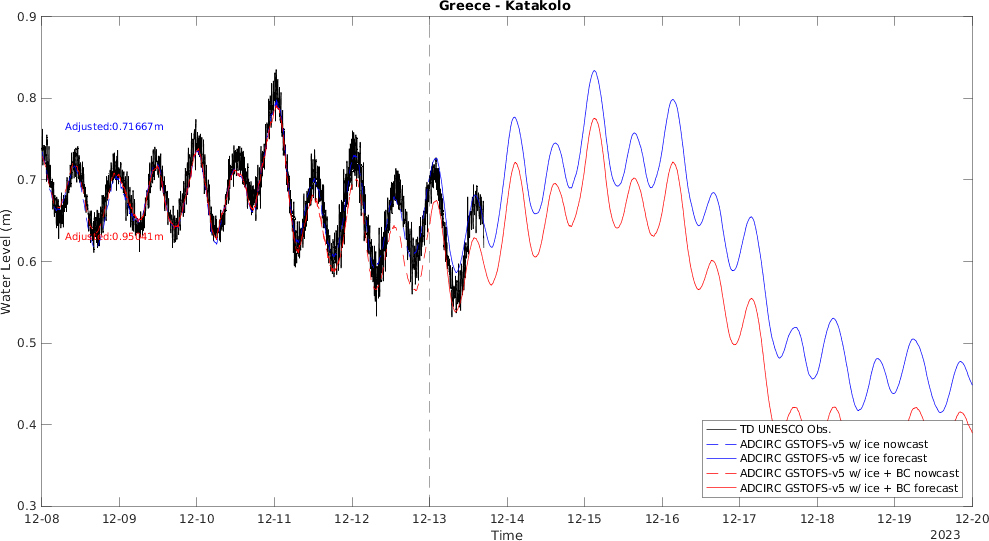 Greece - Katakolo
0.9
0.8
0.7
0.6
0.5
0.4
0.3
Water Level (m)
Adjusted:0.71667m
Adjusted:0.95041m
TD UNESCO Obs.
ADCIRC GSTOFS-v5 w/ ice nowcast
ADCIRC GSTOFS-v5 w/ ice forecast
ADCIRC GSTOFS-v5 w/ ice + BC nowcast
ADCIRC GSTOFS-v5 w/ ice + BC forecast
12-08 12-09 12-10 12-11 12-12 12-13 12-14 12-15 12-16 12-17 12-18 12-19 12-20
Time
2023